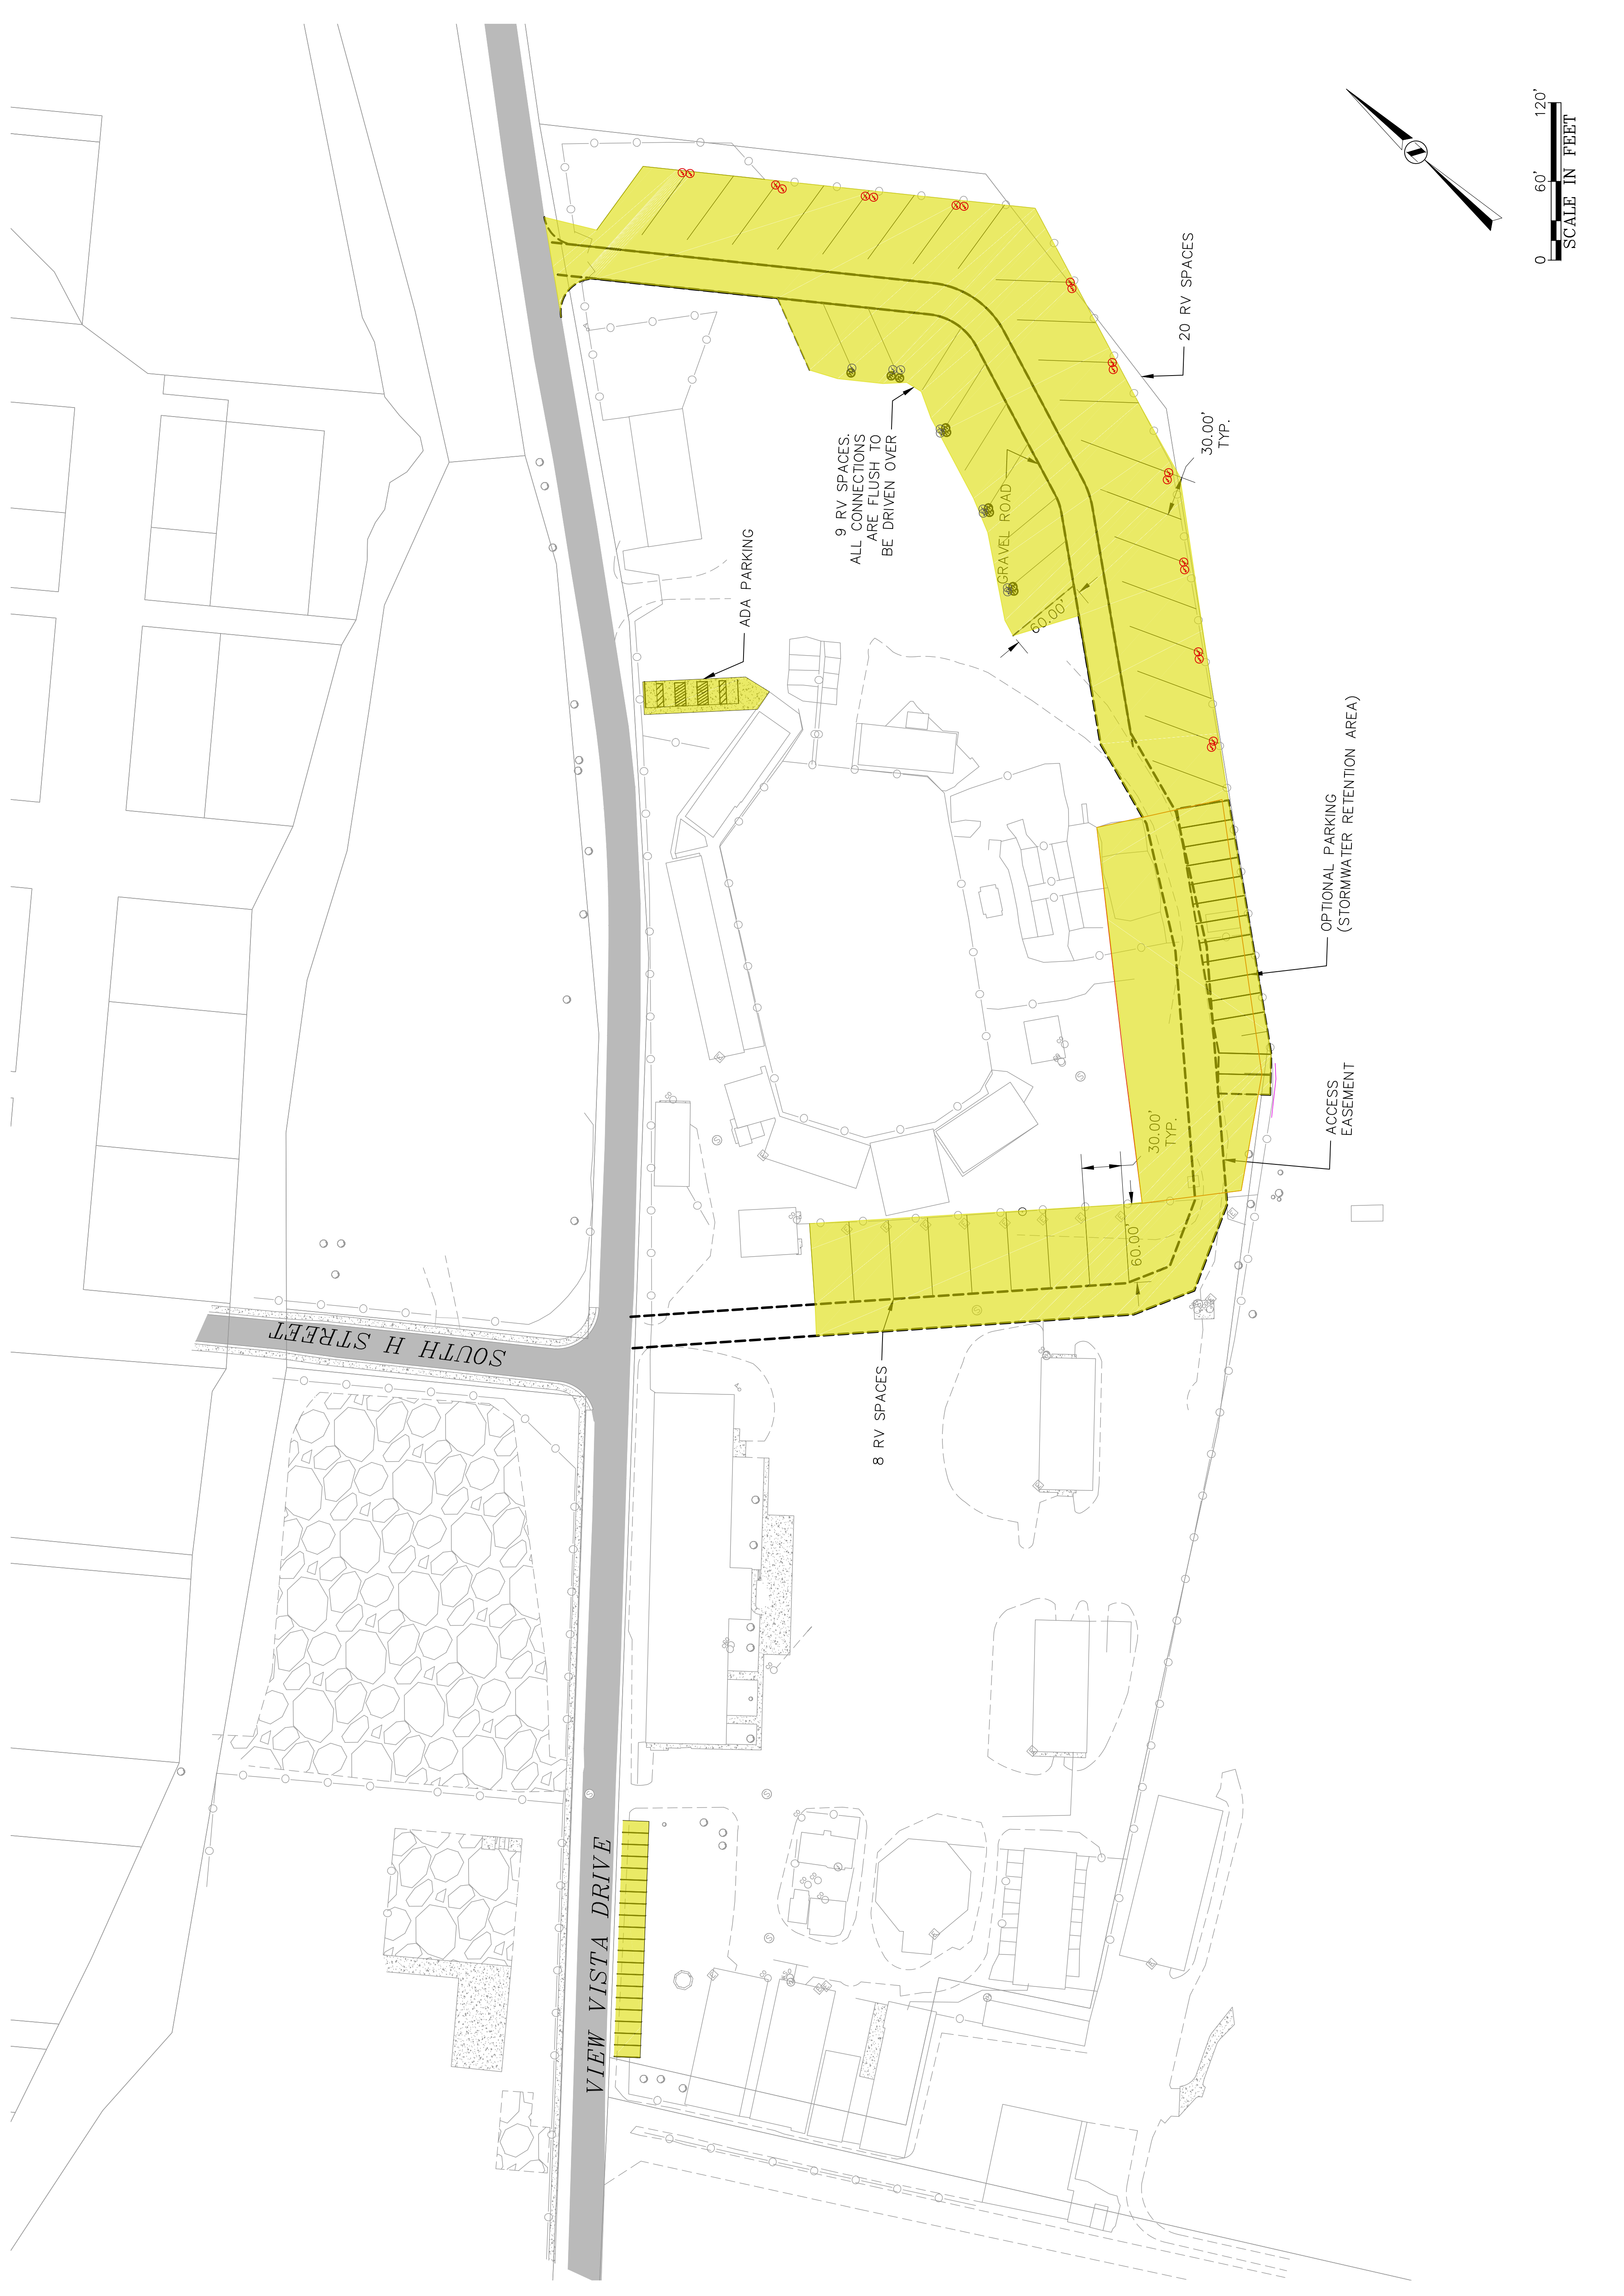 0 60' 120'
SCALE IN FEET
20 RV SPACES
30.00'
TYP.
9 RV SPACES.
ALL CONNECTIONS
ARE FLUSH TO
BE DRIVEN OVER
GRAVEL ROAD
60.00'
ADA PARKING
OPTIONAL PARKING
(STORMWATER RETENTION AREA)
ACCESS
EASEMENT
30.00'
TYP.
60.00'
8 RV SPACES
SOUTH H STREET
VIEW VISTA DRIVE